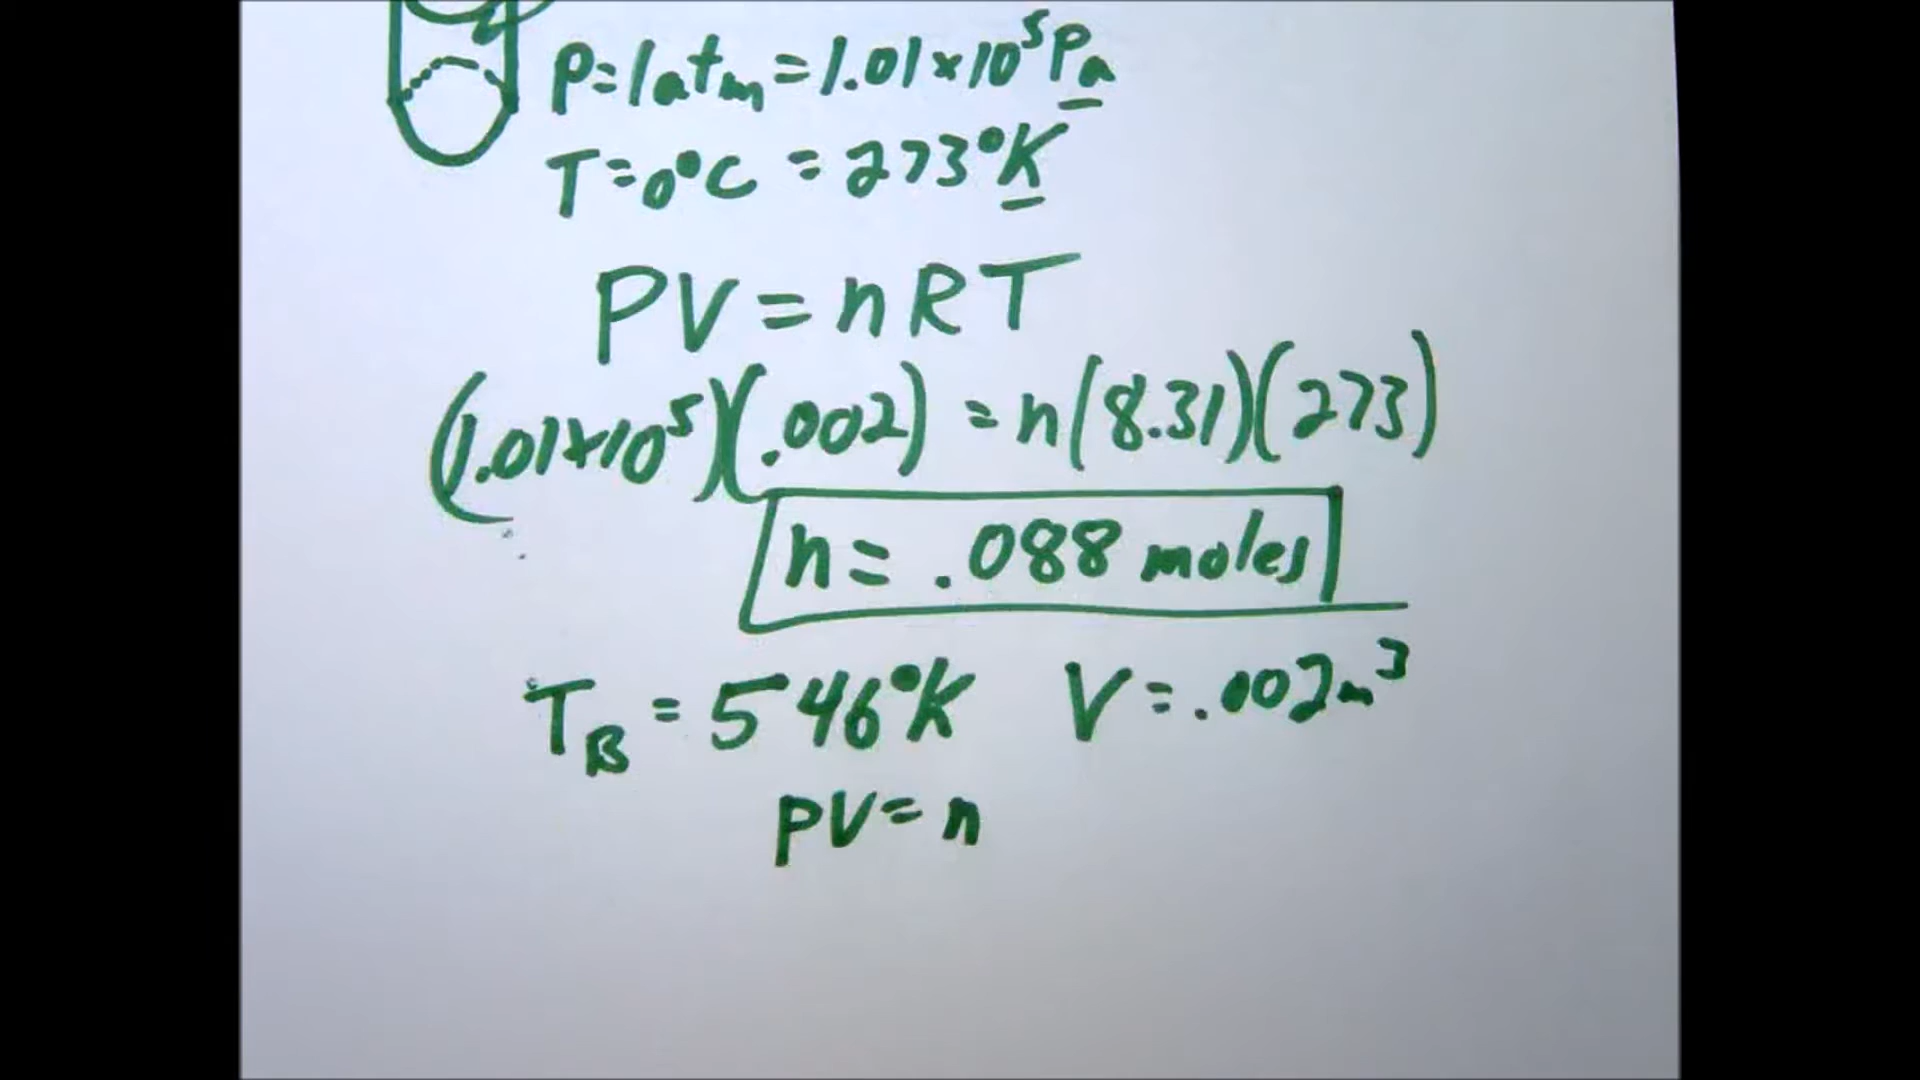 P=1atm=1.01×10⁵Pa
T=0°C=273°K
PV=nRT
(1.01×10⁵)(.002)=n(8.31)(273)
n=.088 moles
T_B=546°K V=.002m³
PV=n